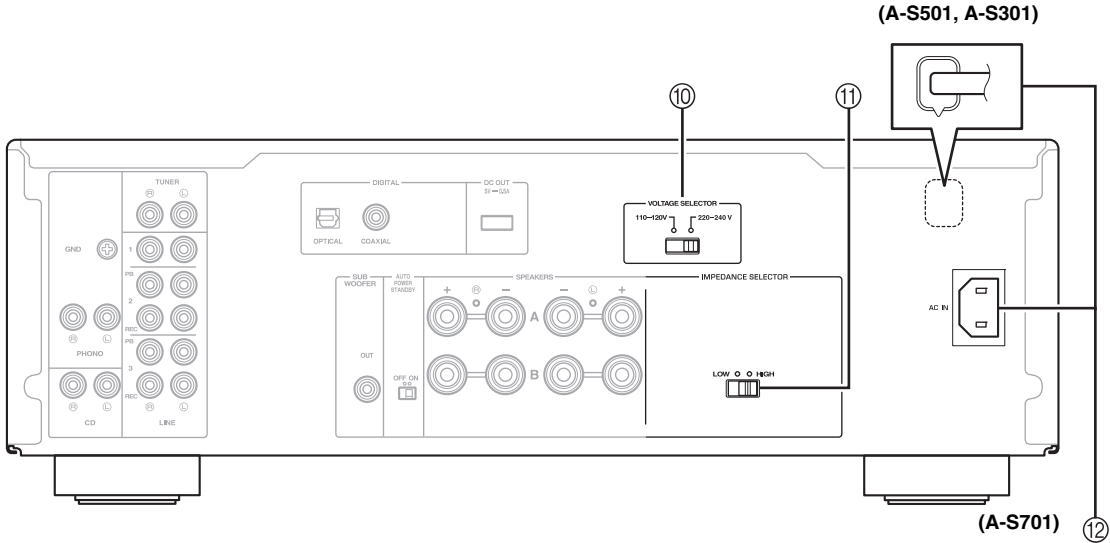 (A-S501, A-S301)
⑩
⑪
TUNER
Ⓡ Ⓛ
GND
1
PB
2
REC
PB
3
REC
Ⓡ Ⓛ
PHONO
Ⓡ Ⓛ
CD
Ⓡ Ⓛ
LINE
DIGITAL
OPTICAL
COAXIAL
DC OUT
5V ⎓ 0.5A
VOLTAGE SELECTOR
110–120V
220–240 V
SUB
WOOFER
OUT
AUTO
POWER
STANDBY
OFF ON
SPEAKERS
+ Ⓡ – – Ⓛ +
A
B
IMPEDANCE SELECTOR
LOW HIGH
AC IN
(A-S701)
⑫